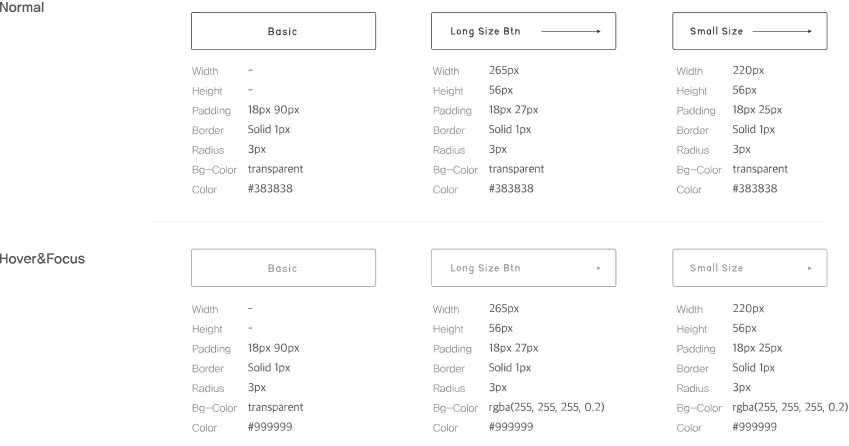 Normal
Basic
Width -
Height -
Padding 18px 90px
Border Solid 1px
Radius 3px
Bg-Color transparent
Color #383838
Long Size Btn
Width 265px
Height 56px
Padding 18px 27px
Border Solid 1px
Radius 3px
Bg-Color transparent
Color #383838
Small Size
Width 220px
Height 56px
Padding 18px 25px
Border Solid 1px
Radius 3px
Bg-Color transparent
Color #383838
Hover&Focus
Basic
Width -
Height -
Padding 18px 90px
Border Solid 1px
Radius 3px
Bg-Color transparent
Color #999999
Long Size Btn
Width 265px
Height 56px
Padding 18px 27px
Border Solid 1px
Radius 3px
Bg-Color rgba(255, 255, 255, 0.2)
Color #999999
Small Size
Width 220px
Height 56px
Padding 18px 25px
Border Solid 1px
Radius 3px
Bg-Color rgba(255, 255, 255, 0.2)
Color #999999